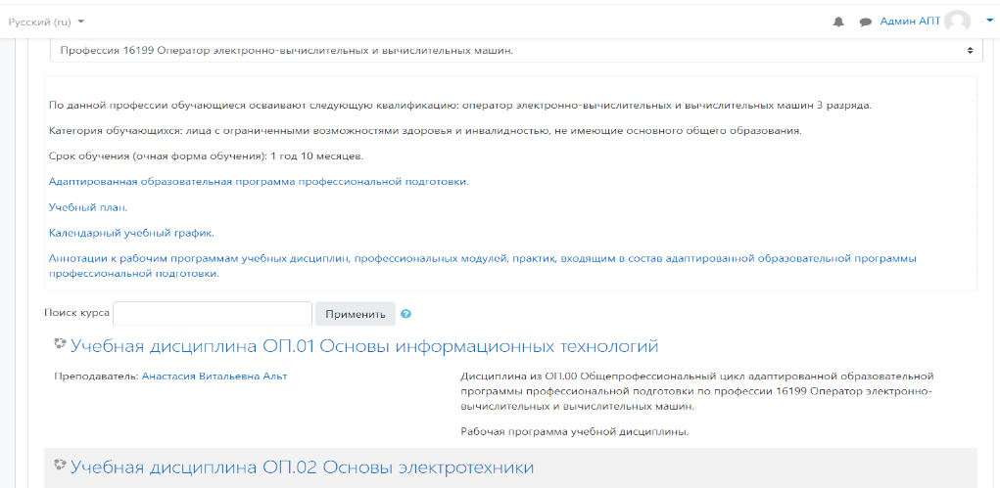 Русский (ru)
Админ АПТ
Профессия 16199 Оператор электронно-вычислительных и вычислительных машин.
По данной профессии обучающиеся осваивают следующую квалификацию: оператор электронно-вычислительных и вычислительных машин 3 разряда.
Категория обучающихся: лица с ограниченными возможностями здоровья и инвалидностью, не имеющие основного общего образования.
Срок обучения (очная форма обучения): 1 год 10 месяцев.
Адаптированная образовательная программа профессиональной подготовки.
Учебный план.
Календарный учебный график.
Аннотации к рабочим программам учебных дисциплин, профессиональных модулей, практик, входящим в состав адаптированной образовательной программы
профессиональной подготовки.
Поиск курса
Применить
Учебная дисциплина ОП.01 Основы информационных технологий
Преподаватель: Анастасия Витальевна Альт
Дисциплина из ОП.00 Общепрофессиональный цикл адаптированной образовательной
программы профессиональной подготовки по профессии 16199 Оператор электронно-
вычислительных и вычислительных машин.
Рабочая программа учебной дисциплины.
Учебная дисциплина ОП.02 Основы электротехники